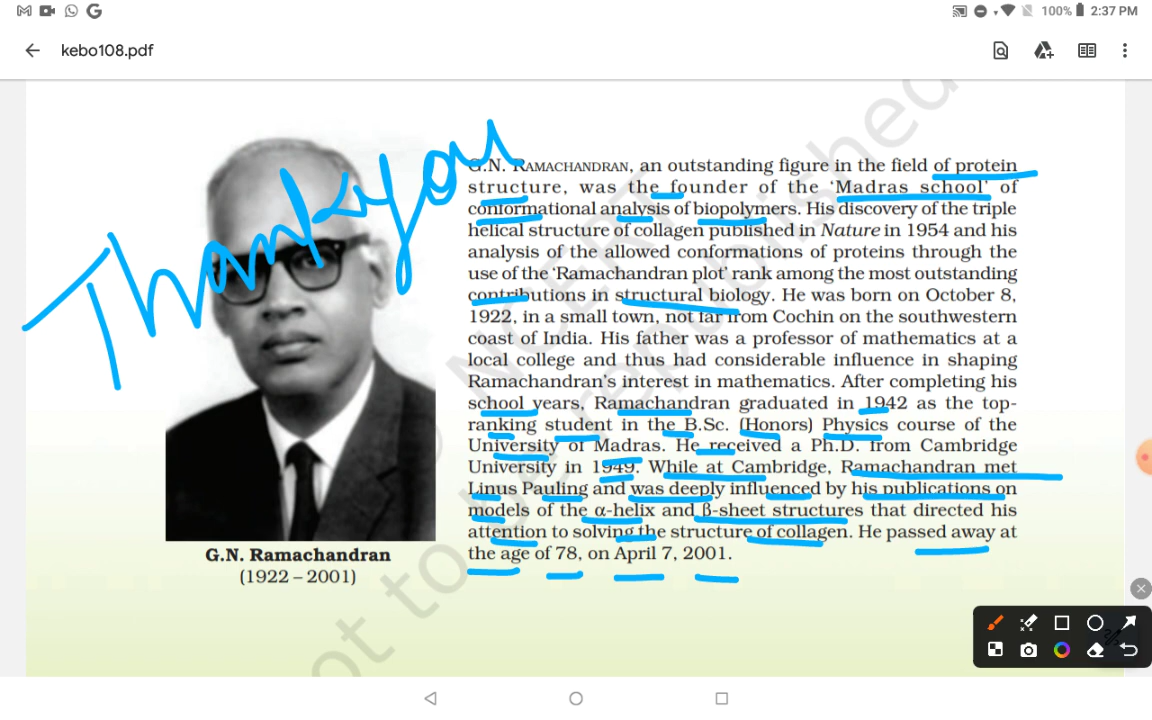 100% 2:37 PM
kebo108.pdf
Thankyou
G.N. RAMACHANDRAN, an outstanding figure in the field of protein
structure, was the founder of the ‘Madras school’ of
conformational analysis of biopolymers. His discovery of the triple
helical structure of collagen published in Nature in 1954 and his
analysis of the allowed conformations of proteins through the
use of the ‘Ramachandran plot’ rank among the most outstanding
contributions in structural biology. He was born on October 8,
1922, in a small town, not far from Cochin on the southwestern
coast of India. His father was a professor of mathematics at a
local college and thus had considerable influence in shaping
Ramachandran’s interest in mathematics. After completing his
school years, Ramachandran graduated in 1942 as the top-
ranking student in the B.Sc. (Honors) Physics course of the
University of Madras. He received a Ph.D. from Cambridge
University in 1949. While at Cambridge, Ramachandran met
Linus Pauling and was deeply influenced by his publications on
models of the α-helix and β-sheet structures that directed his
attention to solving the structure of collagen. He passed away at
the age of 78, on April 7, 2001.
G.N. Ramachandran
(1922 – 2001)
NCERT
not to be republished